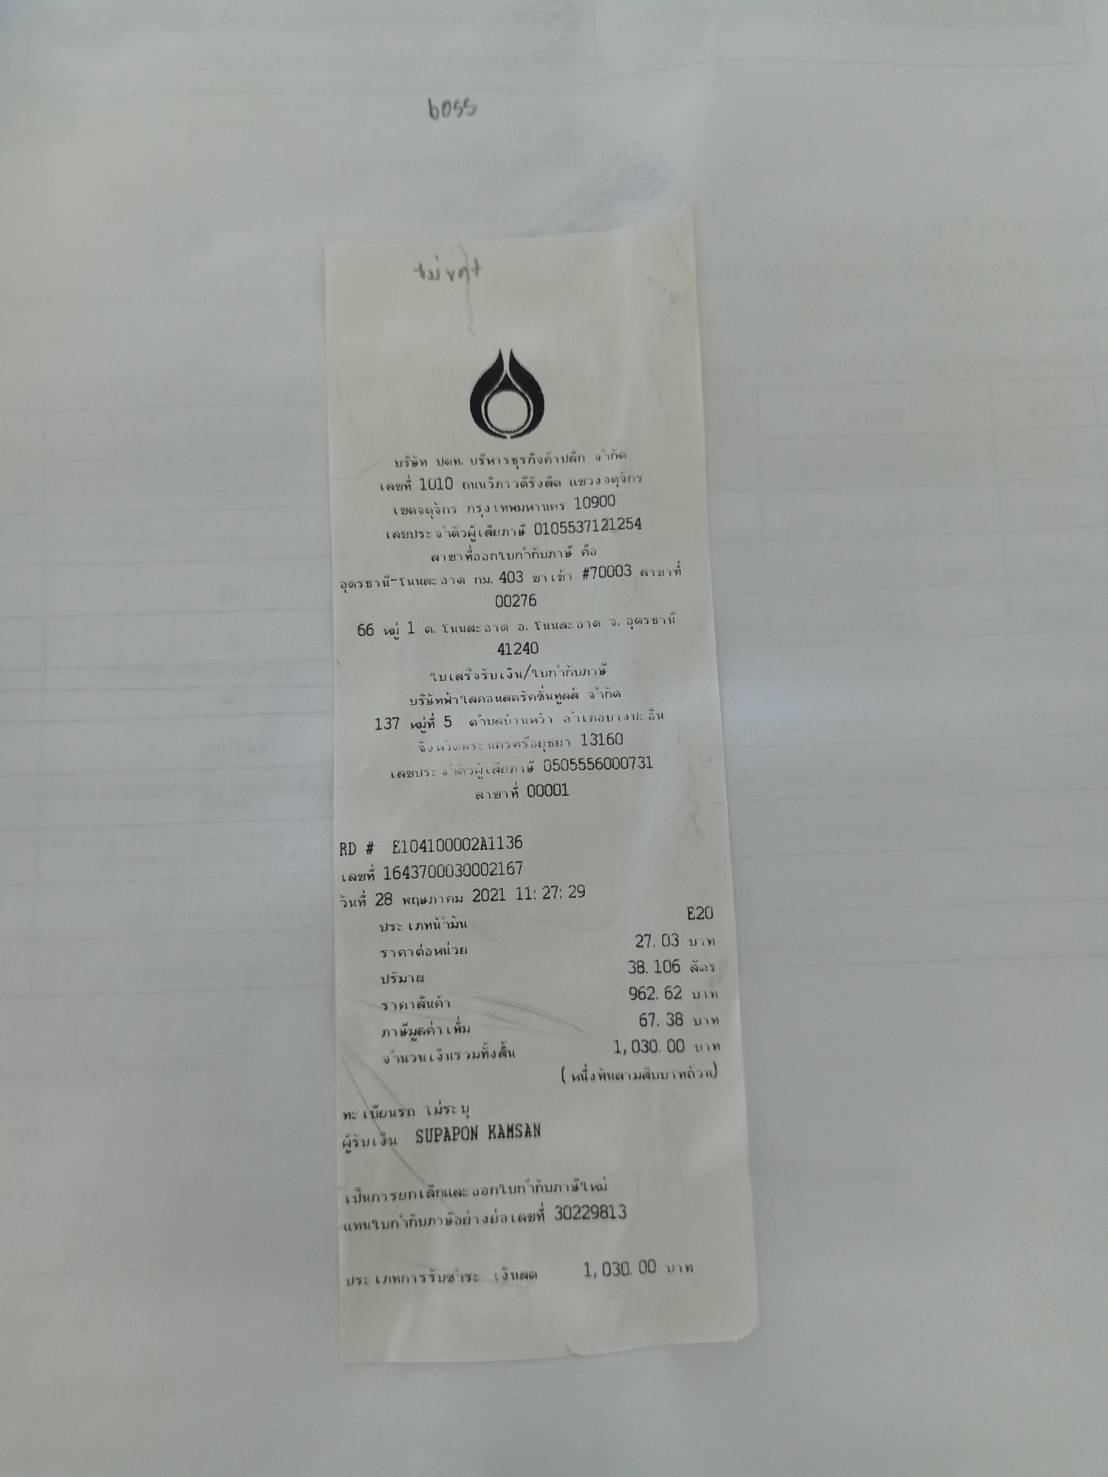 boss
บริษัท ปตท. บริหารธุรกิจค้าปลีก จำกัด
เลขที่ 1010 ถนนวิภาวดีรังสิต แขวงจตุจักร
เขตจตุจักร กรุงเทพมหานคร 10900
เลขประจำตัวผู้เสียภาษี 0105537121254
สาขาที่ออกใบกำกับภาษี คือ
อุดรธานี-โนนสะอาด กม. 403 ขาเข้า #70003 สาขาที่
00276
66 หมู่ 1 ต. โนนสะอาด อ. โนนสะอาด จ. อุดรธานี
41240
ใบเสร็จรับเงิน/ใบกำกับภาษี
บริษัทฟ้าใสคอนสตรัคชั่นทูลส์ จำกัด
137 หมู่ที่ 5 ตำบลบ้านหว้า อำเภอบางปะอิน
จังหวัดพระนครศรีอยุธยา 13160
เลขประจำตัวผู้เสียภาษี 0505556000731
สาขาที่ 00001
RD # E104100002A1136
เลขที่ 1643700030002167
วันที่ 28 พฤษภาคม 2021 11:27:29
ประเภทน้ำมัน E20
ราคาต่อหน่วย 27.03 บาท
ปริมาณ 38.106 ลิตร
ราคาสินค้า 962.62 บาท
ภาษีมูลค่าเพิ่ม 67.38 บาท
จำนวนเงินรวมทั้งสิ้น 1,030.00 บาท
(หนึ่งพันสามสิบบาทถ้วน)
ทะเบียนรถ ไม่ระบุ
ผู้รับเงิน SUPAPON KAMSAN
เป็นการยกเลิกและออกใบกำกับภาษีใหม่
แทนใบกำกับภาษีอย่างย่อเลขที่ 30229813
ประเภทการรับชำระ เงินสด 1,030.00 บาท